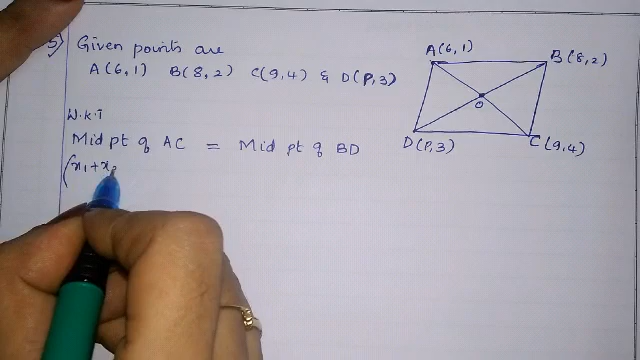 5) Given points are
A(6,1) B(8,2) C(9,4) & D(P,3)
W.K.T
Mid pt of AC = Mid pt of BD
(x₁+x₂
A(6,1)
B(8,2)
O
D(P,3)
C(9,4)